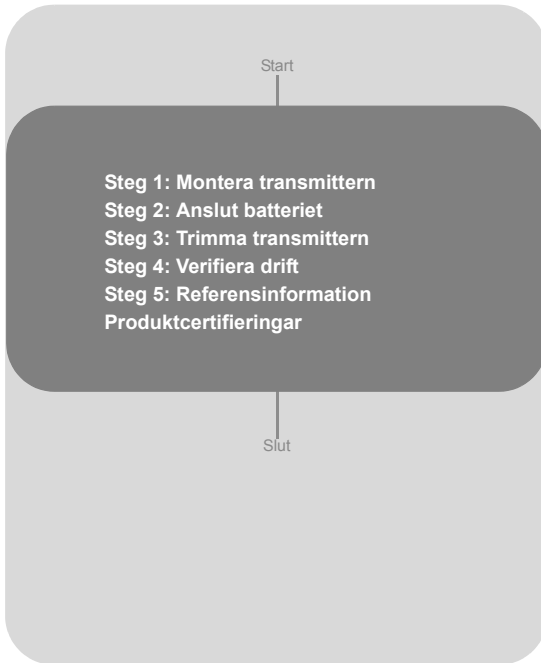 Start
Steg 1: Montera transmittern
Steg 2: Anslut batteriet
Steg 3: Trimma transmittern
Steg 4: Verifiera drift
Steg 5: Referensinformation
Produktcertifieringar
Slut